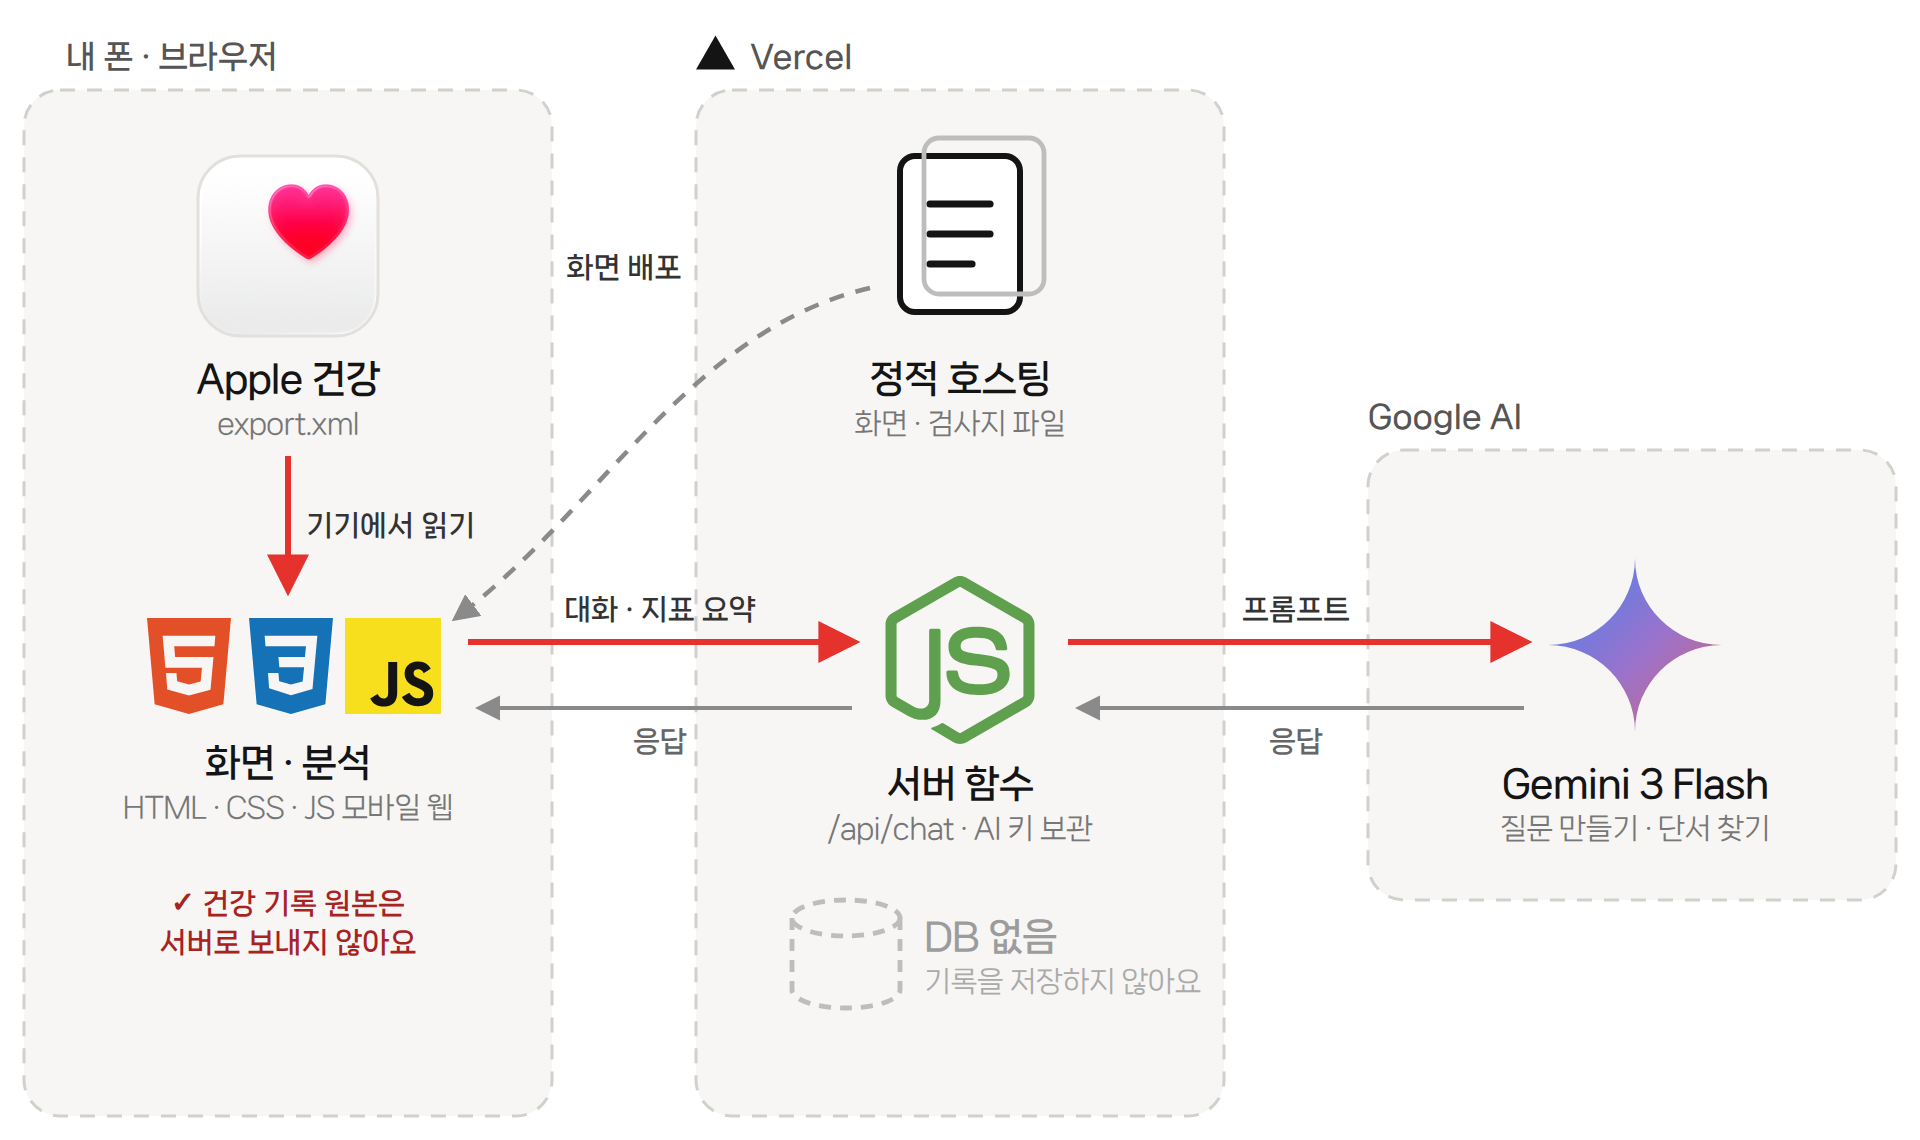 내 폰 · 브라우저
Vercel
Apple 건강
export.xml
기기에서 읽기
JS
화면 · 분석
HTML · CSS · JS 모바일 웹
✓ 건강 기록 원본은
서버로 보내지 않아요
화면 배포
대화 · 지표 요약
응답
정적 호스팅
화면 · 검사지 파일
JS
서버 함수
/api/chat · AI 키 보관
DB 없음
기록을 저장하지 않아요
프롬프트
응답
Google AI
Gemini 3 Flash
질문 만들기 · 단서 찾기